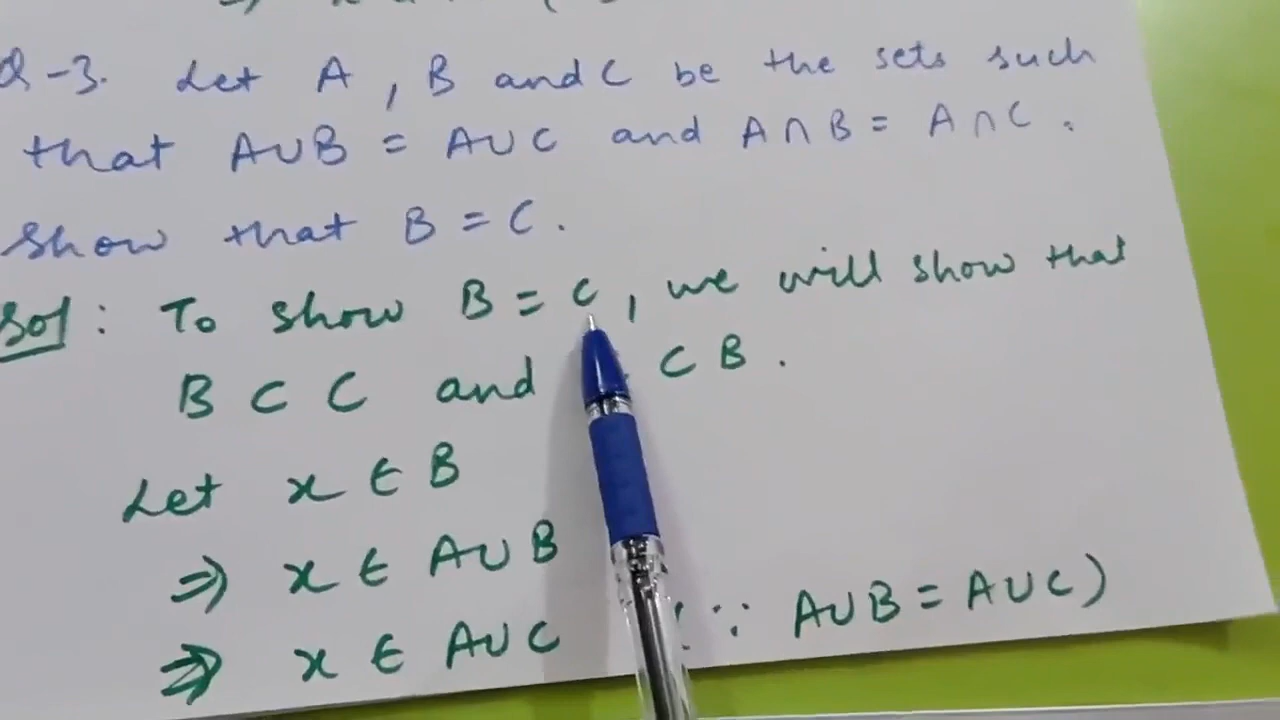 Q-3. Let A, B and C be the sets such
that A∪B = A∪C and A∩B = A∩C.
Show that B = C.
Sol: To show B = C, we will show that
B ⊂ C and ⊂ B.
Let x ∈ B
⇒ x ∈ A∪B
⇒ x ∈ A∪C (∵ A∪B = A∪C)